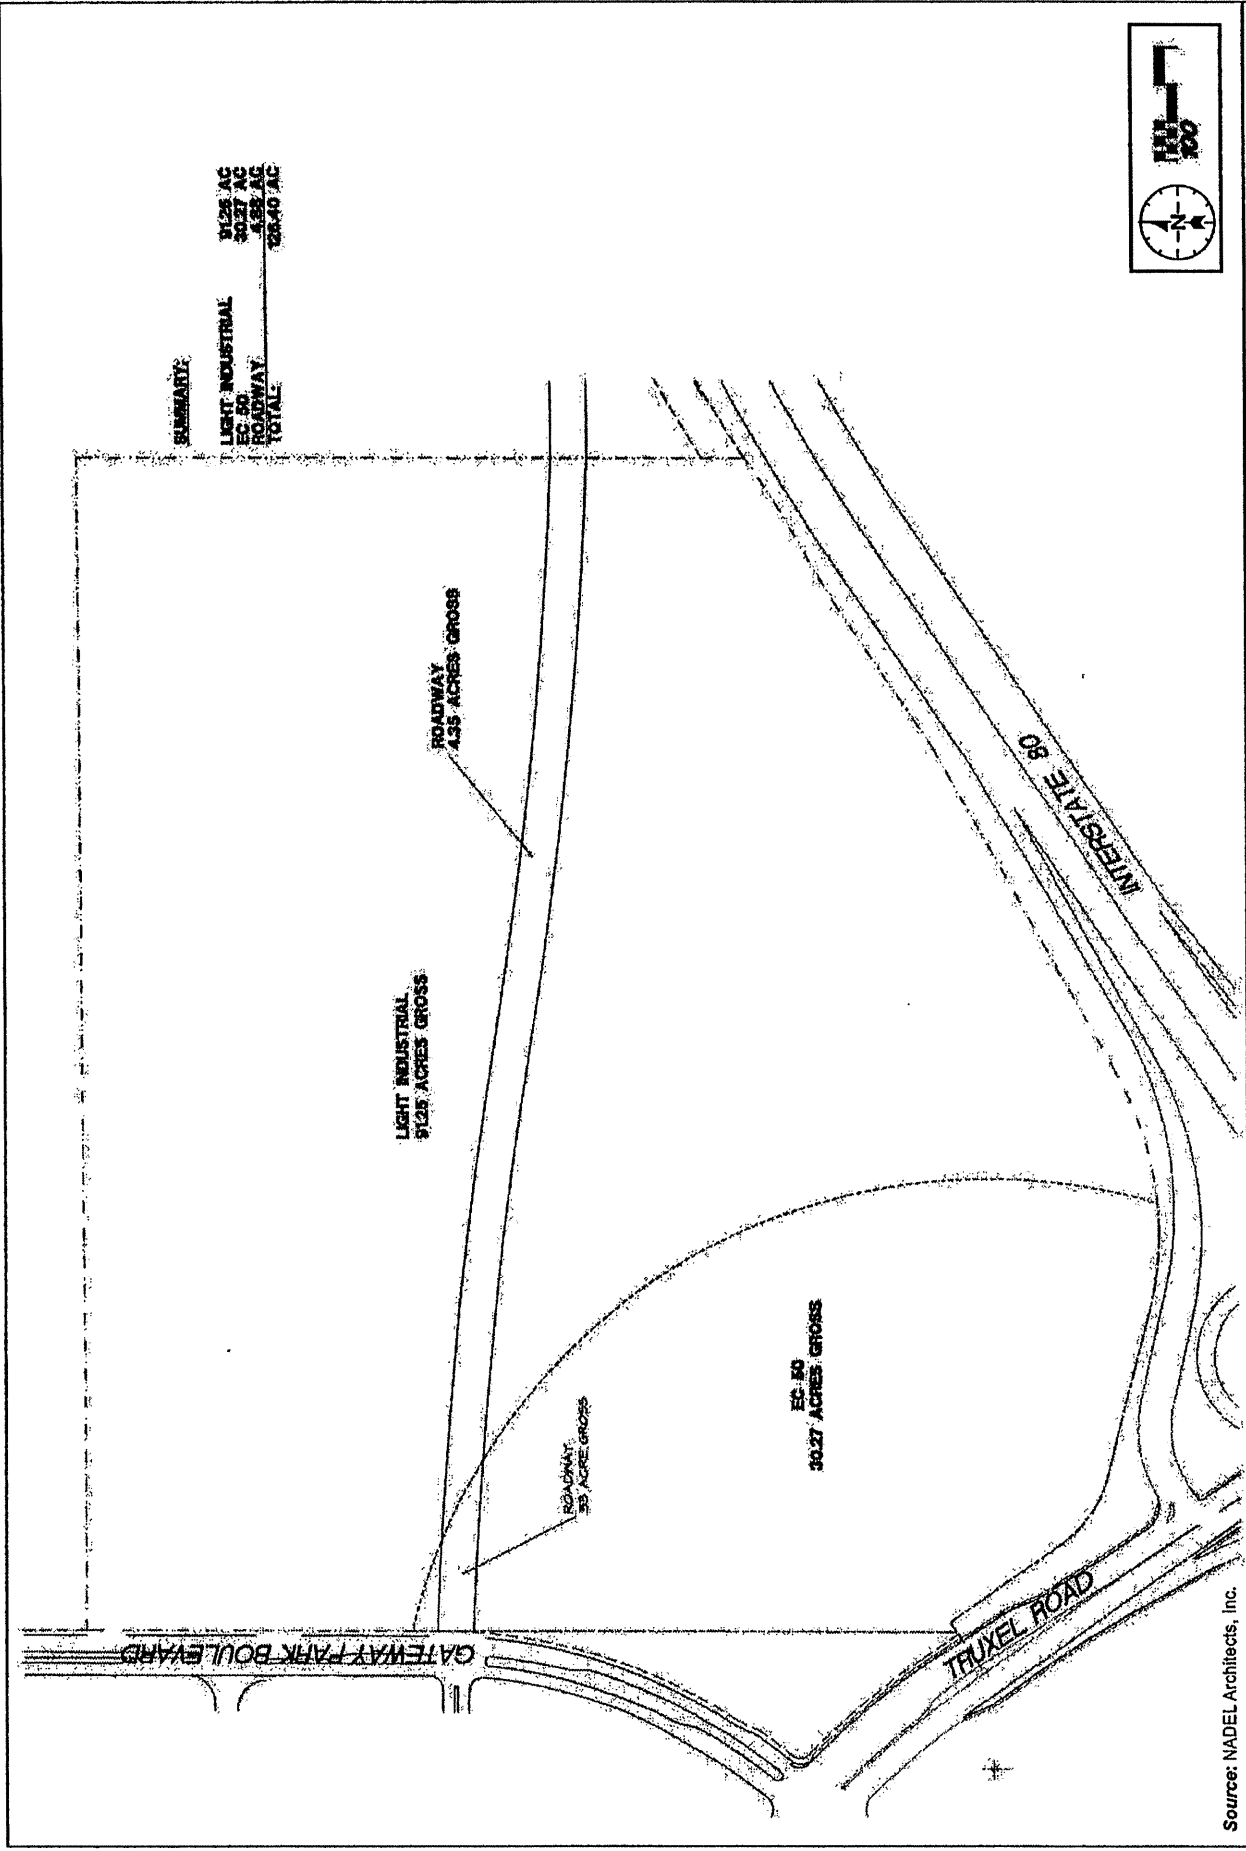 SUMMARY:
LIGHT INDUSTRIAL 91.25 AC
EC 50 30.27 AC
ROADWAY 4.88 AC
TOTAL: 126.40 AC
ROADWAY
4.35 ACRES GROSS
LIGHT INDUSTRIAL
91.25 ACRES GROSS
ROADWAY
.53 ACRE GROSS
EC 50
30.27 ACRES GROSS
GATEWAY PARK BOULEVARD
TRUXEL ROAD
INTERSTATE 80
N
100
Source: NADEL Architects, Inc.